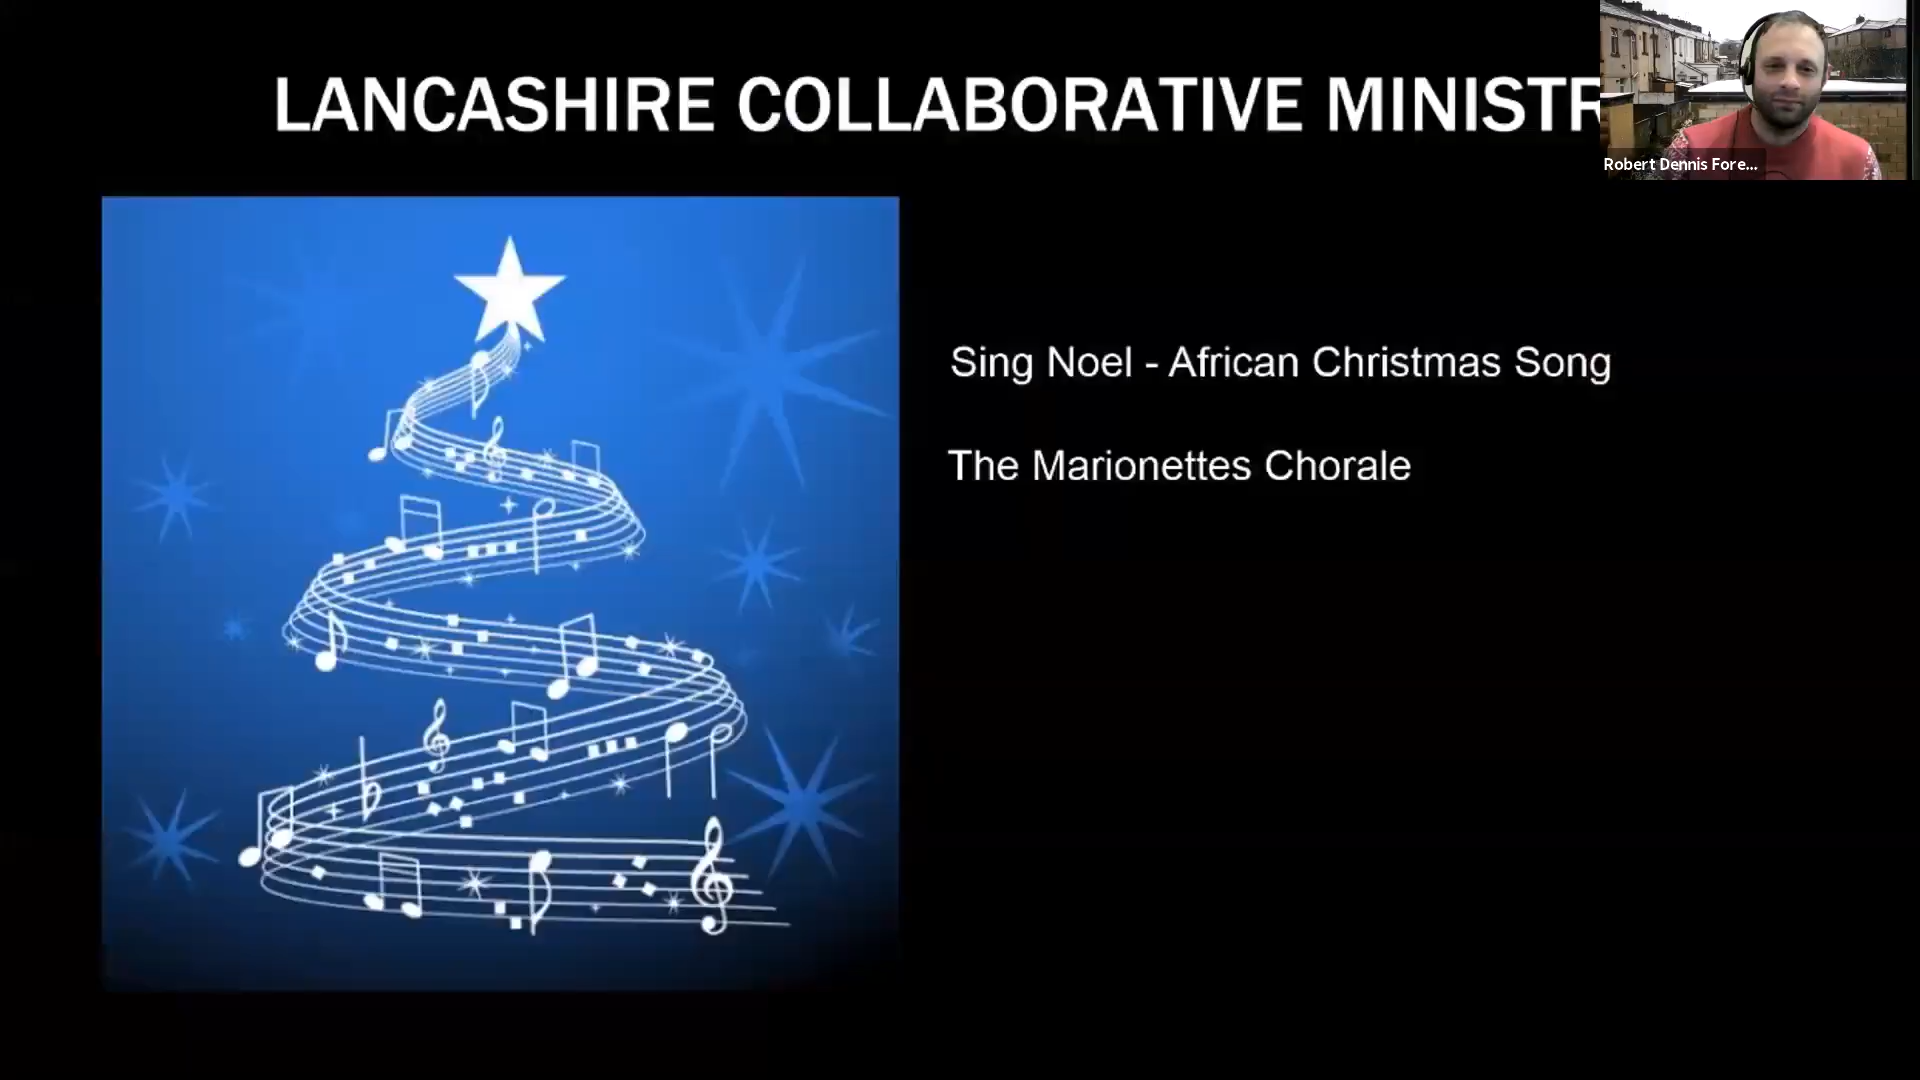 LANCASHIRE COLLABORATIVE MINISTR
Robert Dennis Fore...
Sing Noel - African Christmas Song
The Marionettes Chorale